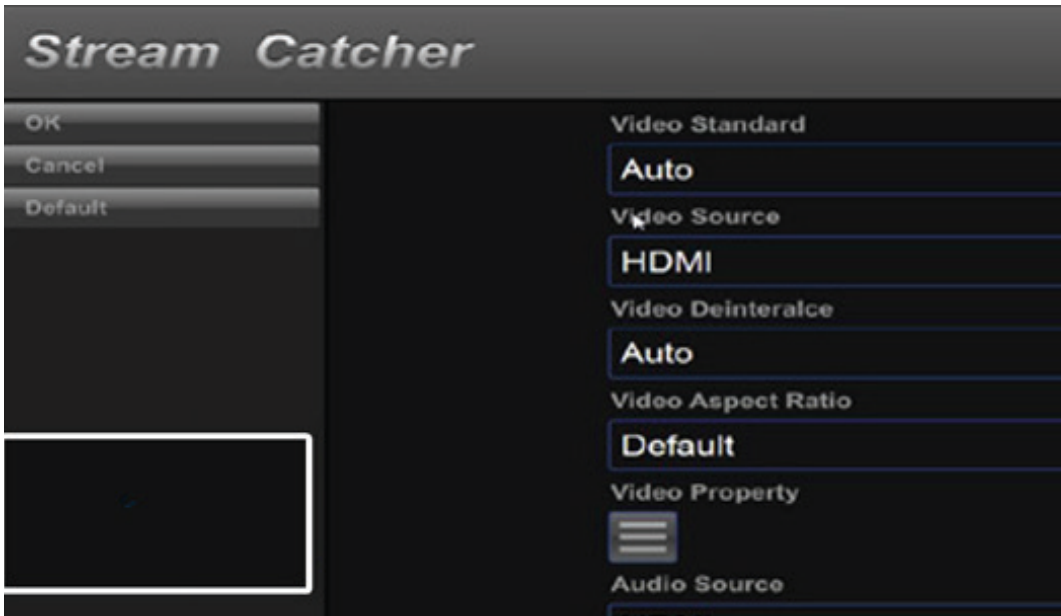 Stream Catcher
OK
Cancel
Default
Video Standard
Auto
Video Source
HDMI
Video Deinteralce
Auto
Video Aspect Ratio
Default
Video Property
Audio Source